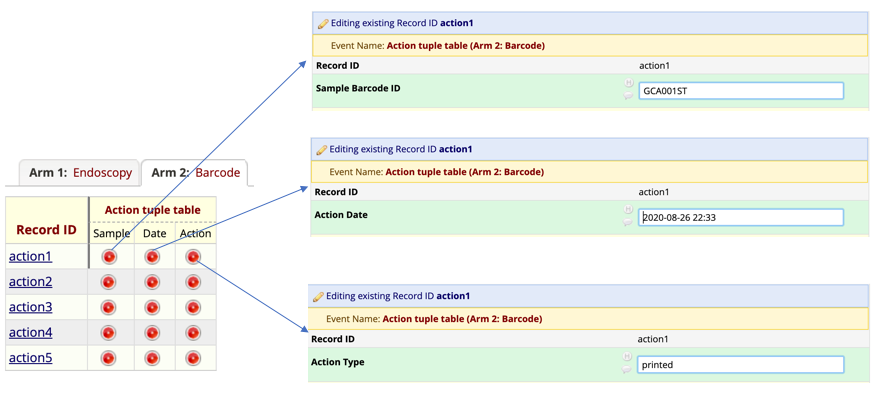 Editing existing Record ID action1
Event Name: Action tuple table (Arm 2: Barcode)
Record ID action1
Sample Barcode ID GCA001ST
Editing existing Record ID action1
Event Name: Action tuple table (Arm 2: Barcode)
Record ID action1
Action Date 2020-08-26 22:33
Editing existing Record ID action1
Event Name: Action tuple table (Arm 2: Barcode)
Record ID action1
Action Type printed
Arm 1: Endoscopy Arm 2: Barcode
Action tuple table
Record ID Sample Date Action
action1
action2
action3
action4
action5